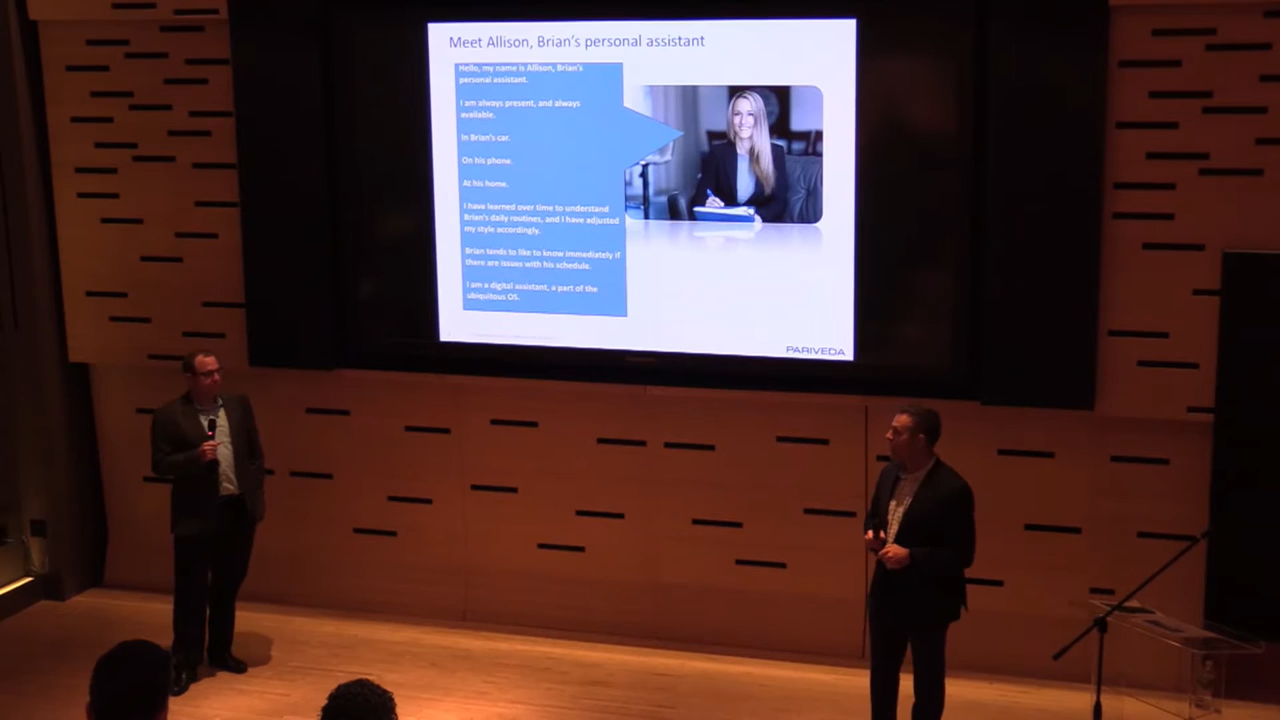 Meet Allison, Brian's personal assistant
Hello, my name is Allison, Brian's
personal assistant.
I am always present, and always
available.
In Brian's car.
On his phone.
At his home.
I have learned over time to understand
Brian's daily routines, and I have adjusted
my style accordingly.
Brian tends to like to know immediately if
there are issues with his schedule.
I am a digital assistant, a part of the
ubiquitous OS.
PARIVEDA